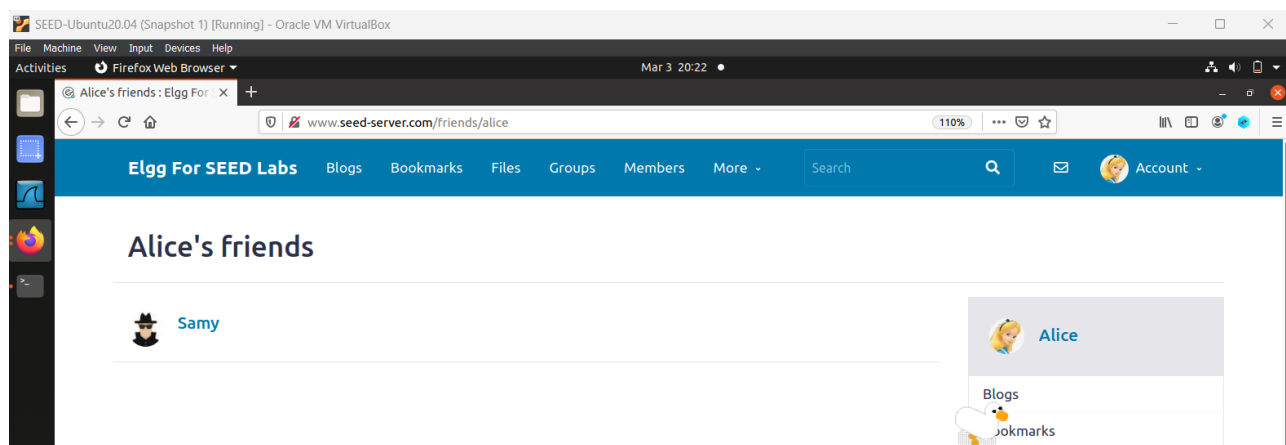 SEED-Ubuntu20.04 (Snapshot 1) [Running] - Oracle VM VirtualBox
File Machine View Input Devices Help
Activities Firefox Web Browser Mar 3 20:22
Alice's friends : Elgg For
www.seed-server.com/friends/alice 110%
Elgg For SEED Labs Blogs Bookmarks Files Groups Members More Search Account
Alice's friends
Samy
Alice
Blogs
ookmarks